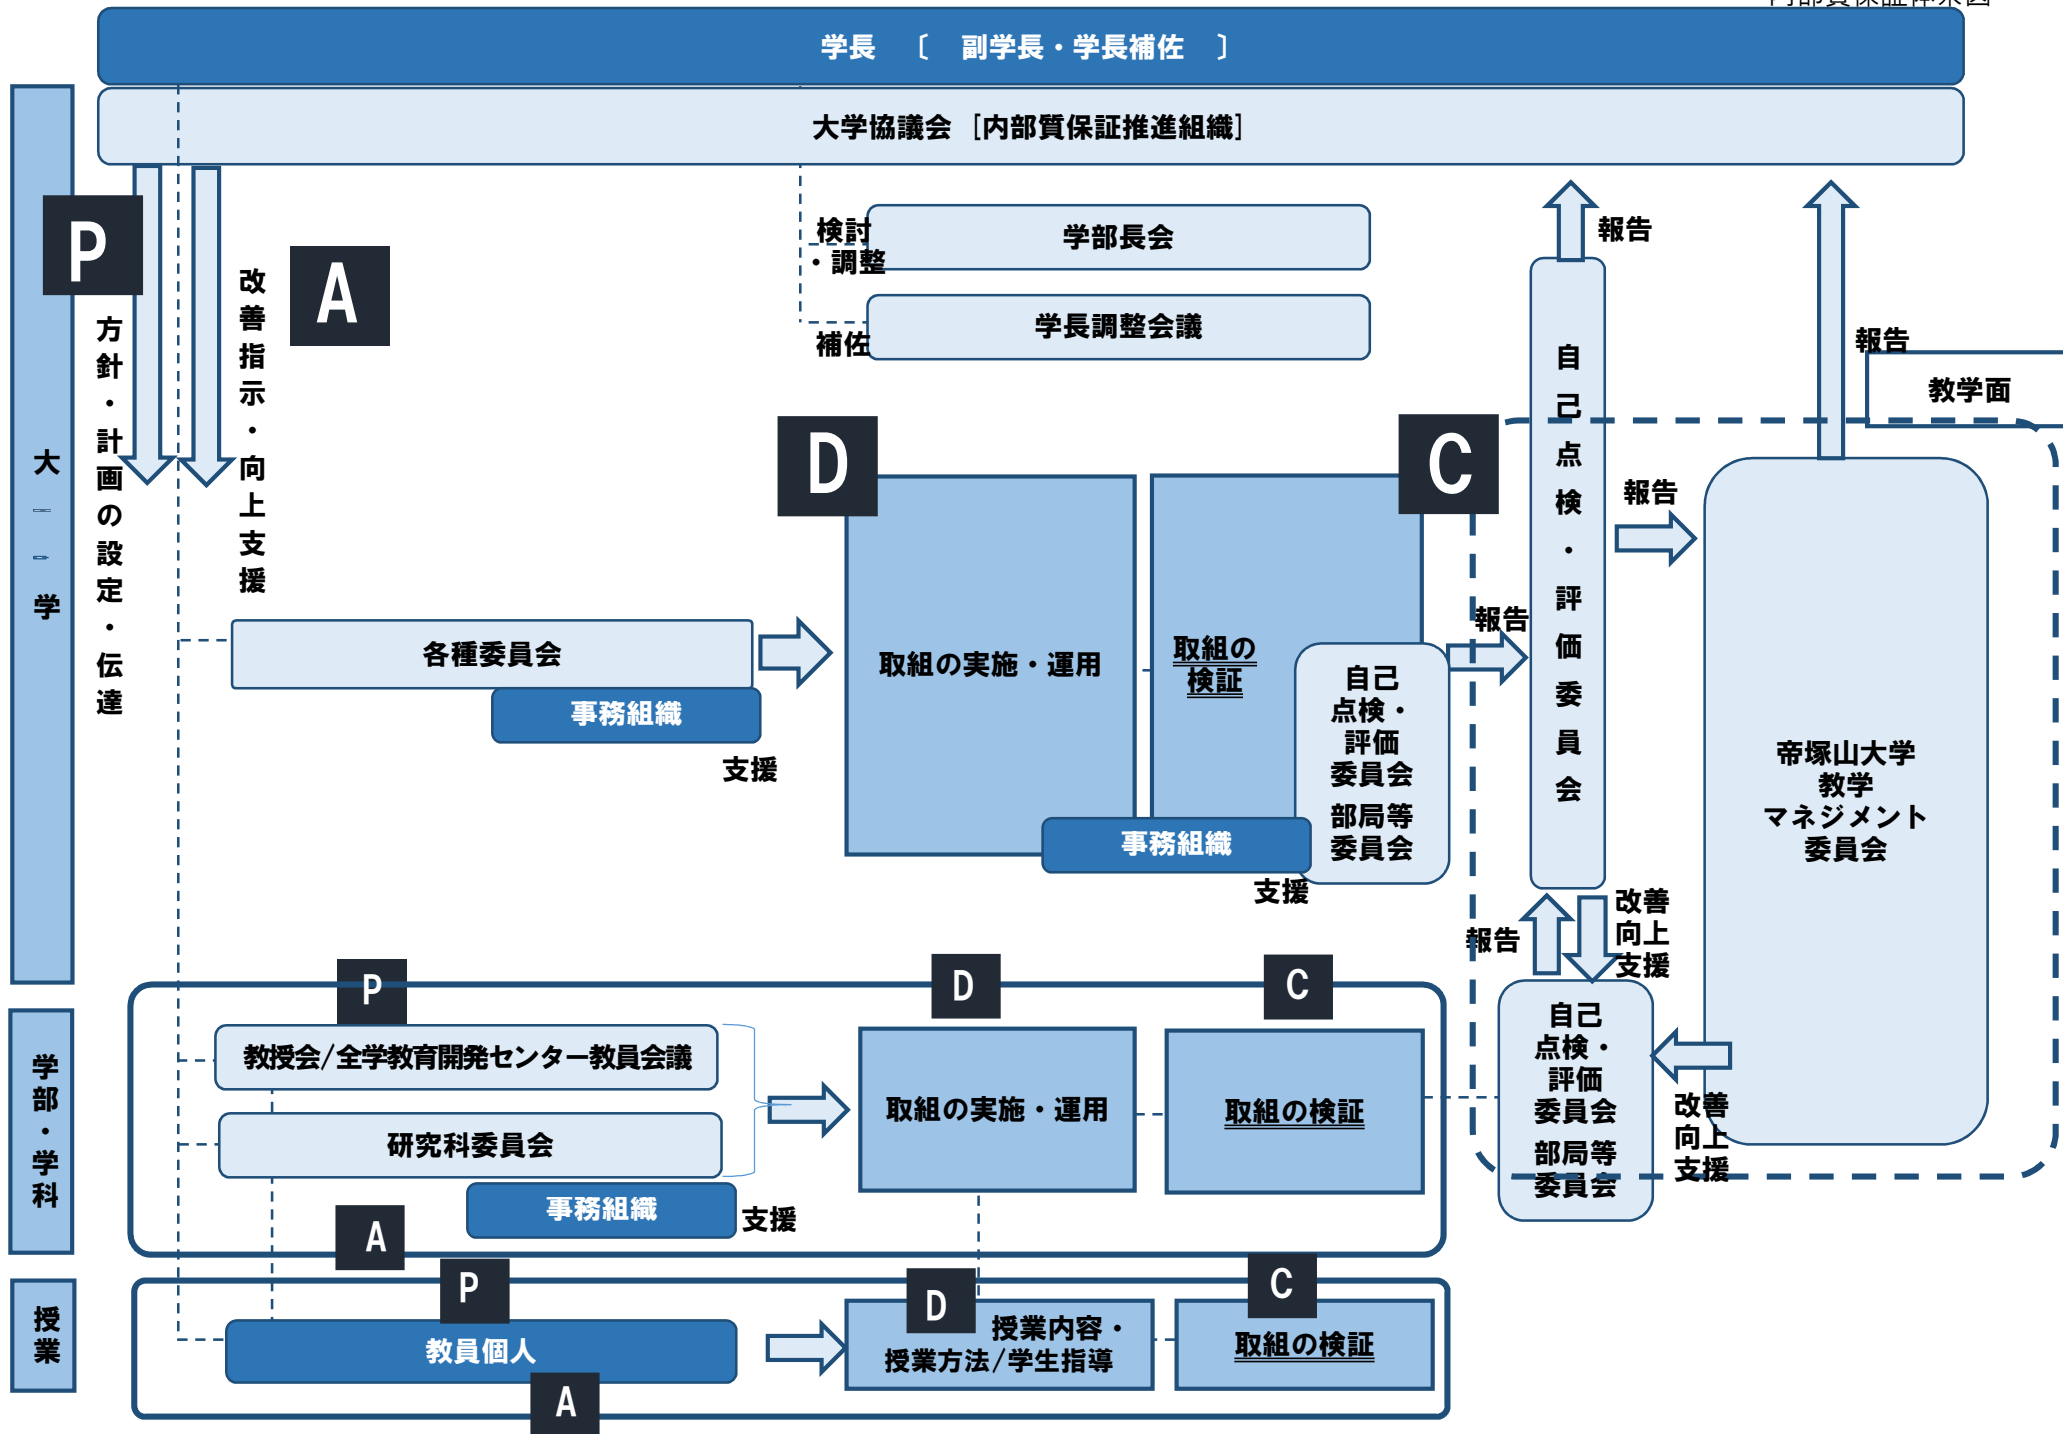 内部質保証体系図
学長 〔 副学長・学長補佐 〕
大学協議会 [内部質保証推進組織]
大学
P
方針・計画の設定・伝達
改善指示・向上支援
A
検討
・調整
学部長会
補佐
学長調整会議
報告
報告
教学面
自己点検・評価委員会
D
C
取組の実施・運用
取組の
検証
各種委員会
事務組織
支援
自己
点検・
評価
委員会
部局等
委員会
事務組織
支援
報告
報告
帝塚山大学
教学
マネジメント
委員会
報告
改善
向上
支援
学部・学科
P
D
C
教授会/全学教育開発センター教員会議
研究科委員会
事務組織
支援
A
取組の実施・運用
取組の検証
自己
点検・
評価
委員会
部局等
委員会
改善
向上
支援
授業
P
教員個人
A
D
授業内容・
授業方法/学生指導
C
取組の検証